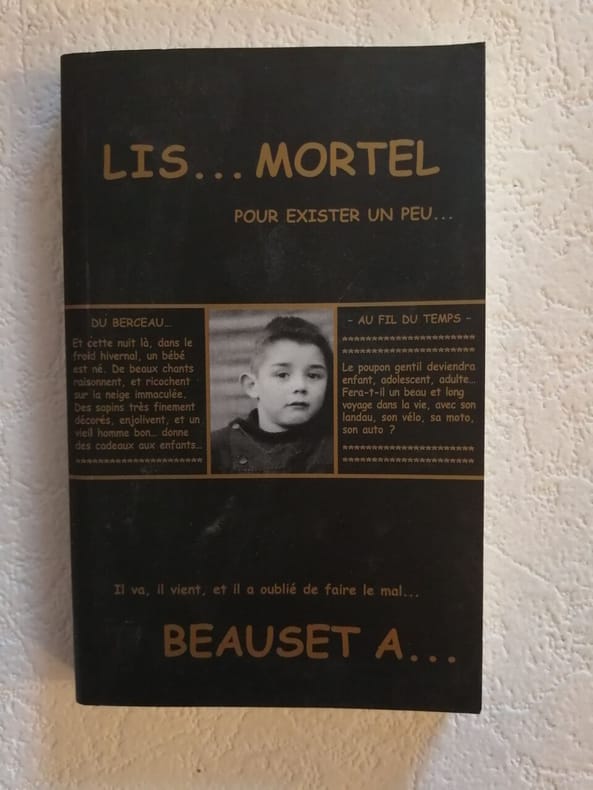 LIS... MORTEL
POUR EXISTER UN PEU...
DU BERCEAU...
Et cette nuit là, dans le
froid hivernal, un bébé
est né. De beaux chants
raisonnent, et ricochent
sur la neige immaculée.
Des sapins très finement
décorés, enjolivent, et un
vieil homme bon... donne
des cadeaux aux enfants...
**********************
- AU FIL DU TEMPS -
***********************
***********************
Le poupon gentil deviendra
enfant, adolescent, adulte...
Fera-t-il un beau et long
voyage dans la vie, avec son
landau, son vélo, sa moto,
son auto ?
***********************
***********************
Il va, il vient, et il a oublié de faire le mal...
BEAUSET A...